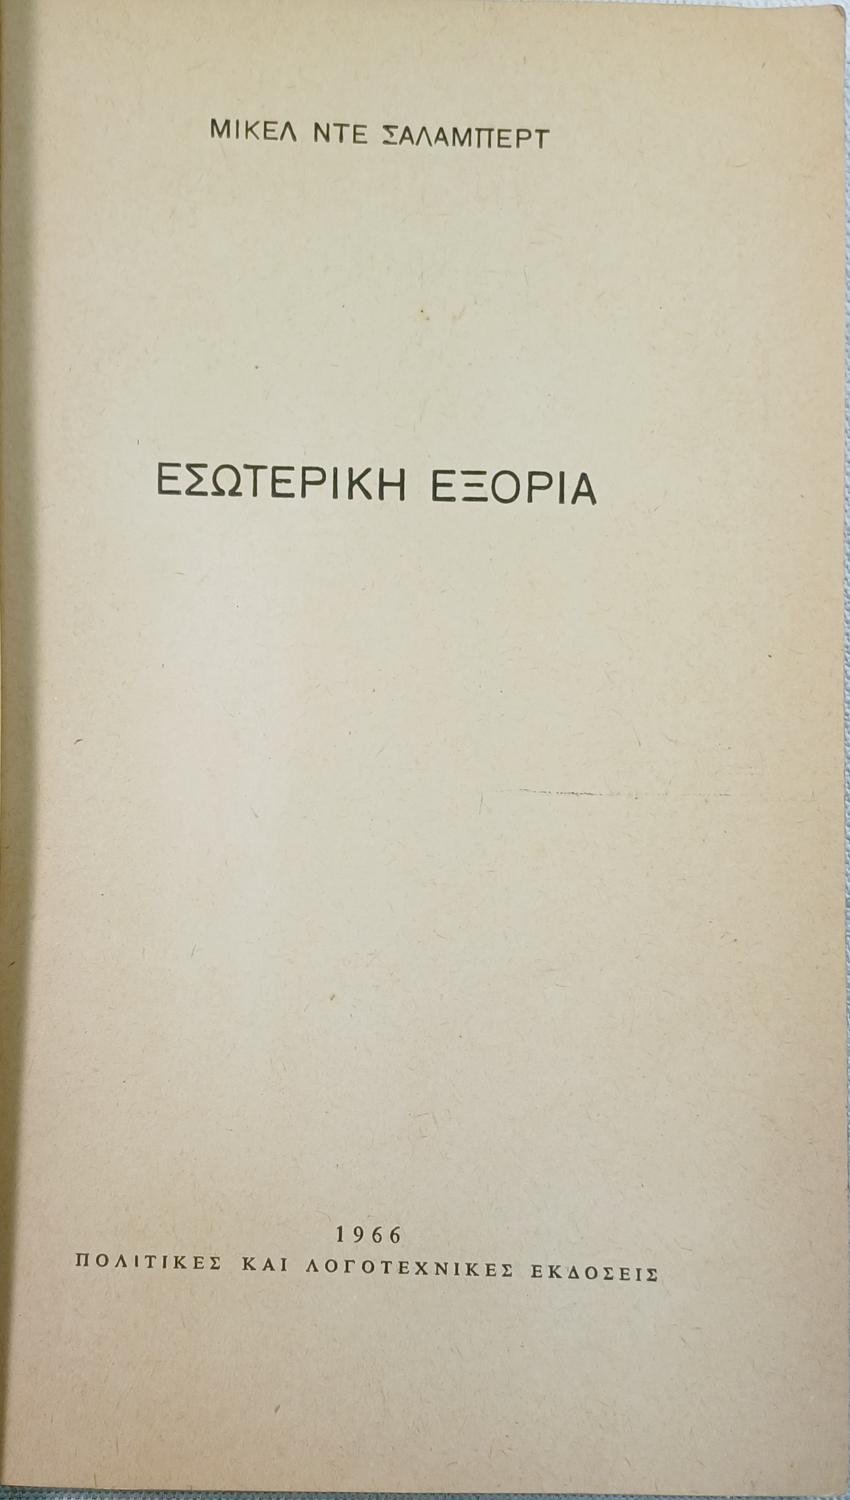 ΜΙΚΕΛ ΝΤΕ ΣΑΛΑΜΠΕΡΤ
ΕΣΩΤΕΡΙΚΗ ΕΞΟΡΙΑ
1966
ΠΟΛΙΤΙΚΕΣ ΚΑΙ ΛΟΓΟΤΕΧΝΙΚΕΣ ΕΚΔΟΣΕΙΣ